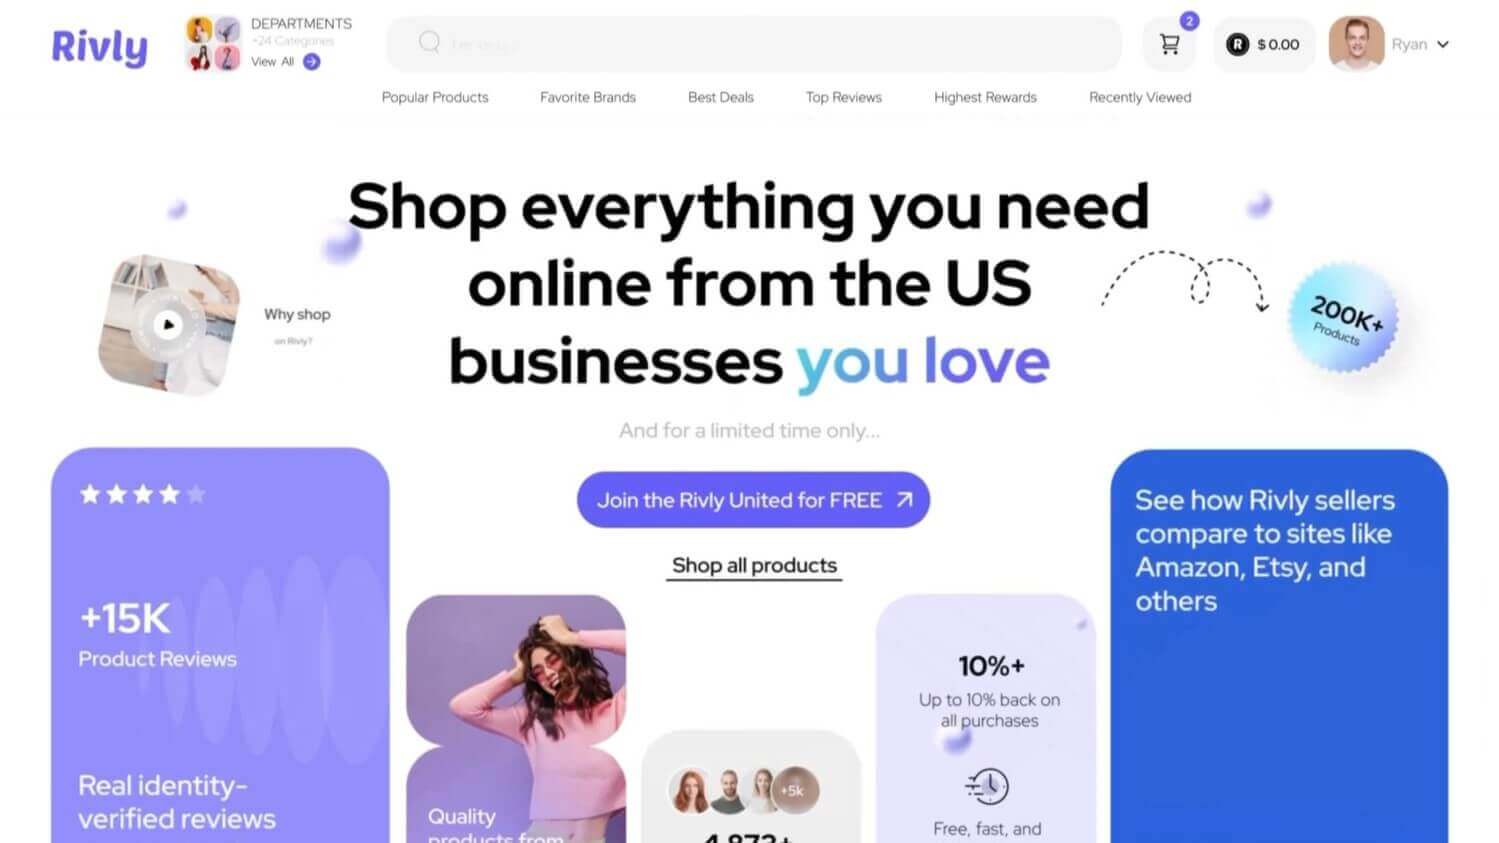 Rivly
DEPARTMENTS
+24 Categories
View All
2
R $0.00
Ryan
Popular Products
Favorite Brands
Best Deals
Top Reviews
Highest Rewards
Recently Viewed
Shop everything you need
online from the US
businesses you love
Why shop
on Rivly?
200K+
Products
And for a limited time only...
Join the Rivly United for FREE
Shop all products
+15K
Product Reviews
Real identity-
verified reviews
Quality
products from
+5k
4,873+
10%+
Up to 10% back on
all purchases
Free, fast, and
See how Rivly sellers
compare to sites like
Amazon, Etsy, and
others